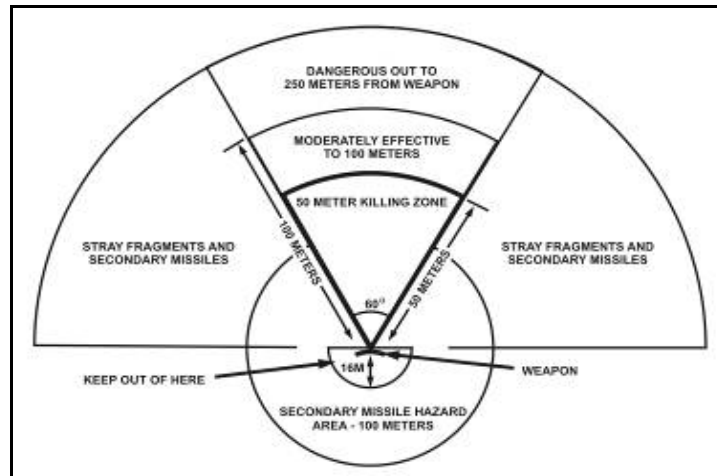 DANGEROUS OUT TO
250 METERS FROM WEAPON
MODERATELY EFFECTIVE
TO 100 METERS
50 METER KILLING ZONE
100 METERS
50 METERS
STRAY FRAGMENTS AND
SECONDARY MISSILES
STRAY FRAGMENTS AND
SECONDARY MISSILES
60°
16M
KEEP OUT OF HERE
WEAPON
SECONDARY MISSILE HAZARD
AREA - 100 METERS